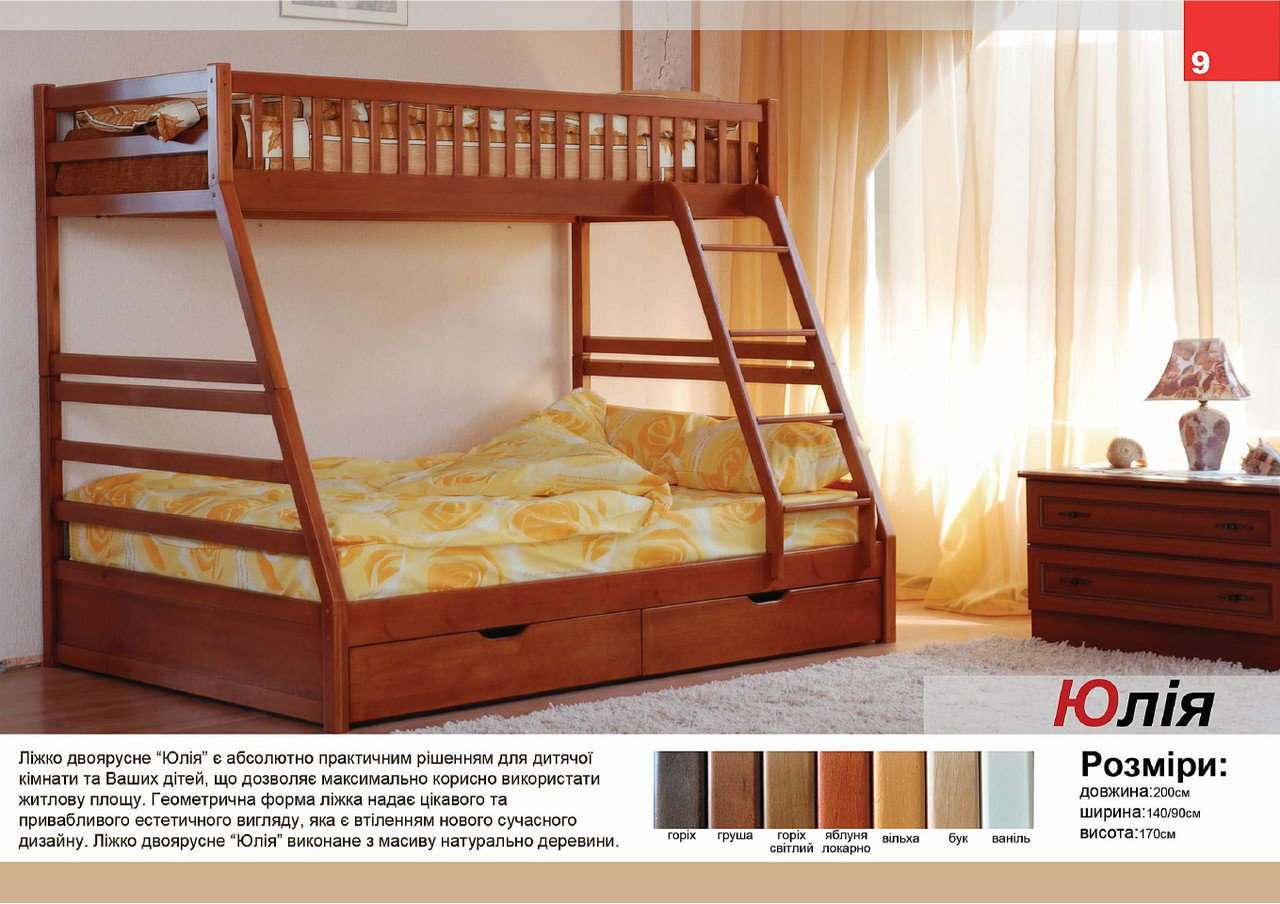 9
Юлія
Ліжко двоярусне “Юлія” є абсолютно практичним рішенням для дитячої
кімнати та Ваших дітей, що дозволяє максимально корисно використати
житлову площу. Геометрична форма ліжка надає цікавого та
привабливого естетичного вигляду, яка є втіленням нового сучасного
дизайну. Ліжко двоярусне “Юлія” виконане з масиву натурально деревини.
горіх
груша
горіх
світлий
яблуня
локарно
вільха
бук
ваніль
Розміри:
довжина:200см
ширина:140/90см
висота:170см